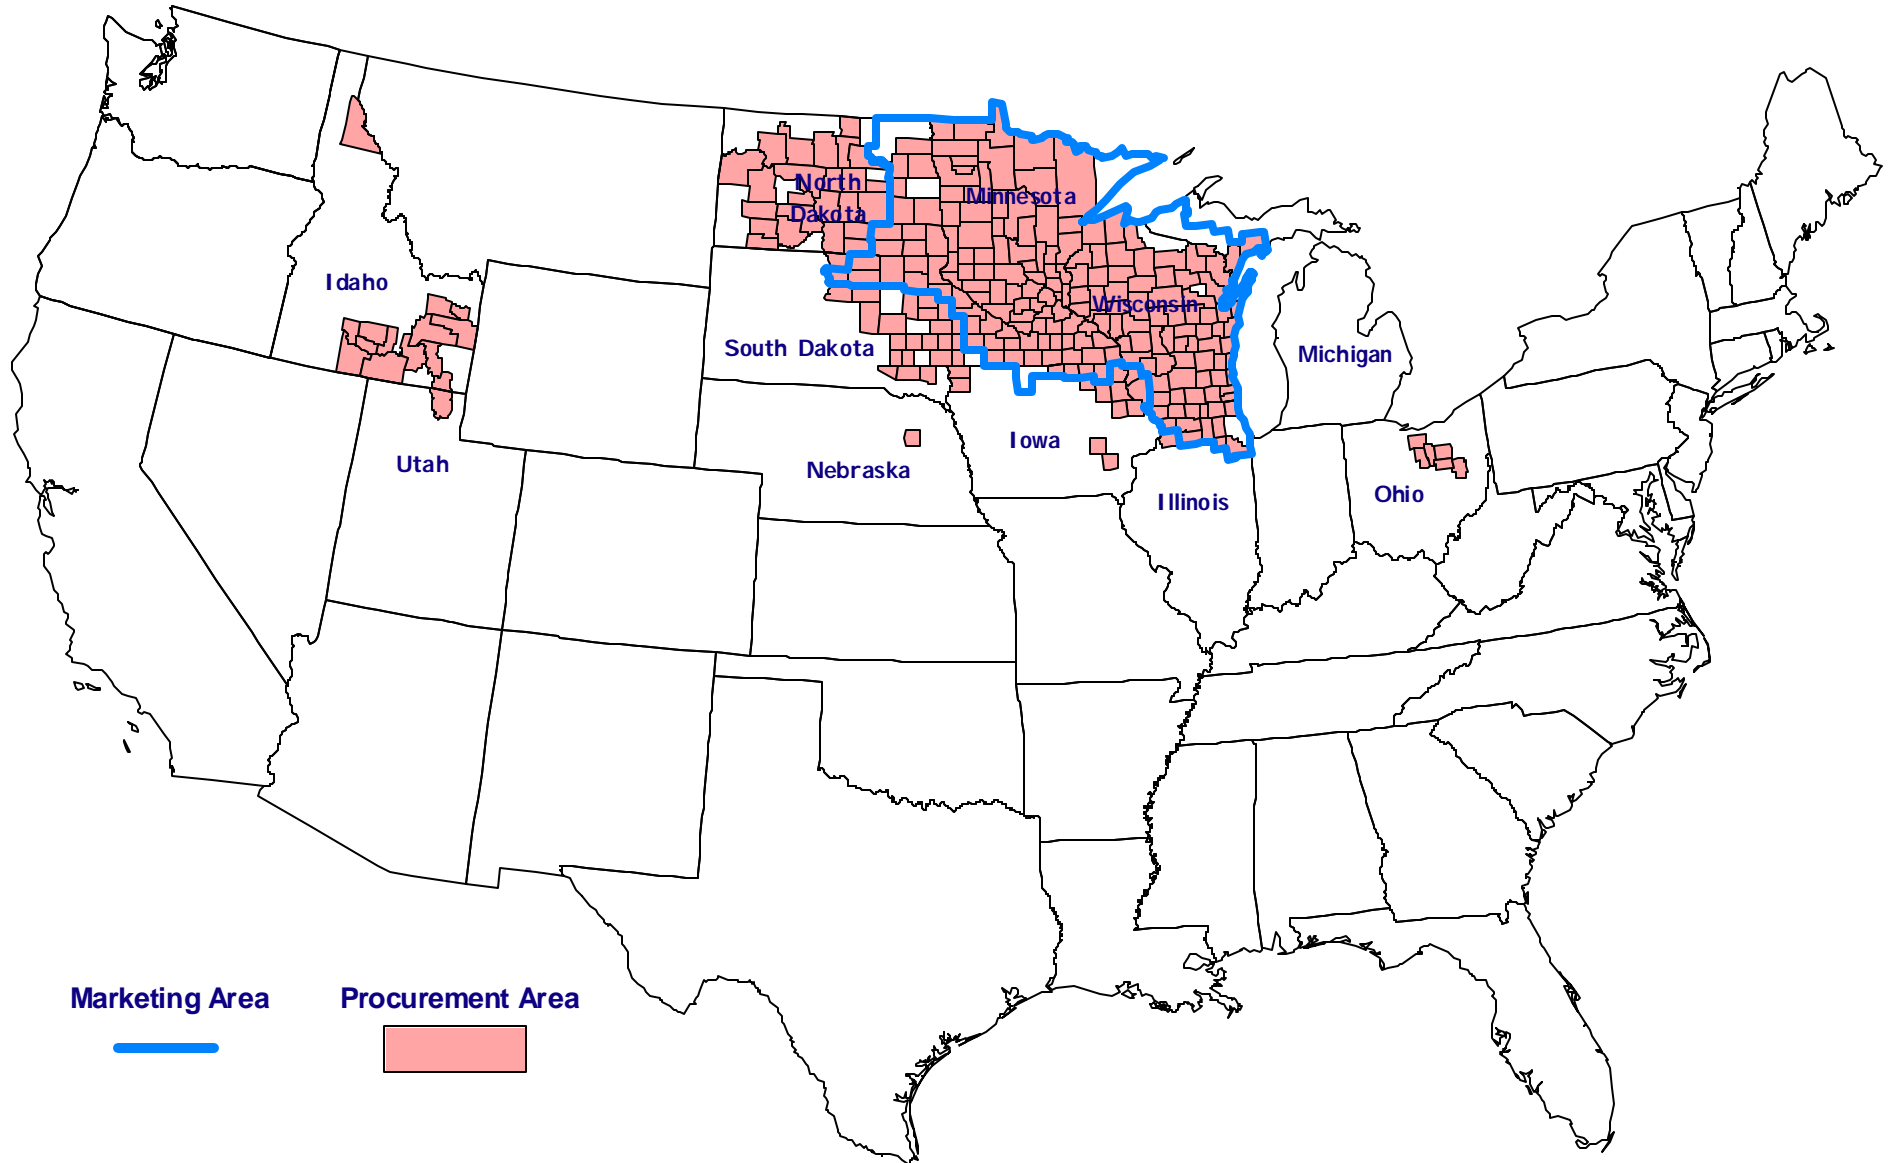 North
Dakota
Minnesota
Idaho
Wisconsin
South Dakota
Michigan
Utah
Nebraska
Iowa
Illinois
Ohio
Marketing Area
Procurement Area